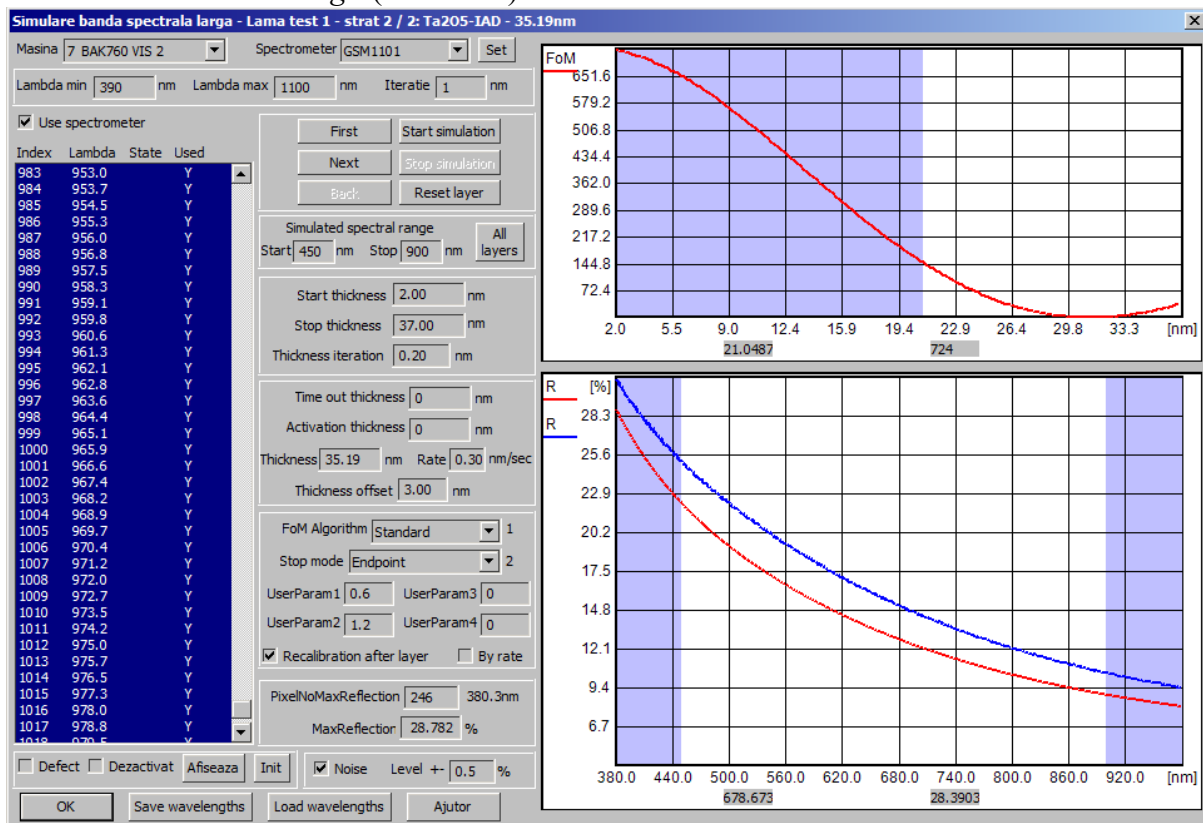 Simulare banda spectrala larga - Lama test 1 - strat 2 / 2: Ta2O5-IAD - 35.19nm
Masina 7 BAK760 VIS 2 Spectrometer GSM1101 Set
Lambda min 390 nm Lambda max 1100 nm Iteratie 1 nm
Use spectrometer
Index Lambda State Used
983 953.0 Y
984 953.7 Y
985 954.5 Y
986 955.3 Y
987 956.0 Y
988 956.8 Y
989 957.5 Y
990 958.3 Y
991 959.1 Y
992 959.8 Y
993 960.6 Y
994 961.3 Y
995 962.1 Y
996 962.8 Y
997 963.6 Y
998 964.4 Y
999 965.1 Y
1000 965.9 Y
1001 966.6 Y
1002 967.4 Y
1003 968.2 Y
1004 968.9 Y
1005 969.7 Y
1006 970.4 Y
1007 971.2 Y
1008 972.0 Y
1009 972.7 Y
1010 973.5 Y
1011 974.2 Y
1012 975.0 Y
1013 975.7 Y
1014 976.5 Y
1015 977.3 Y
1016 978.0 Y
1017 978.8 Y
First Start simulation
Next Stop simulation
Back Reset layer
Simulated spectral range
Start 450 nm Stop 900 nm All layers
Start thickness 2.00 nm
Stop thickness 37.00 nm
Thickness iteration 0.20 nm
Time out thickness 0 nm
Activation thickness 0 nm
Thickness 35.19 nm Rate 0.30 nm/sec
Thickness offset 3.00 nm
FoM Algorithm Standard 1
Stop mode Endpoint 2
UserParam1 0.6 UserParam3 0
UserParam2 1.2 UserParam4 0
Recalibration after layer By rate
PixelNoMaxReflection 246 380.3nm
MaxReflection 28.782 %
Defect Dezactivat Afiseaza Init Noise Level +- 0.5 %
OK Save wavelengths Load wavelengths Ajutor
FoM
651.6
579.2
506.8
434.4
362.0
289.6
217.2
144.8
72.4
2.0 5.5 9.0 12.4 15.9 19.4 22.9 26.4 29.8 33.3 [nm]
21.0487 724
R [%]
28.3
R
25.6
22.9
20.2
17.5
14.8
12.1
9.4
6.7
380.0 440.0 500.0 560.0 620.0 680.0 740.0 800.0 860.0 920.0 [nm]
678.673 28.3903